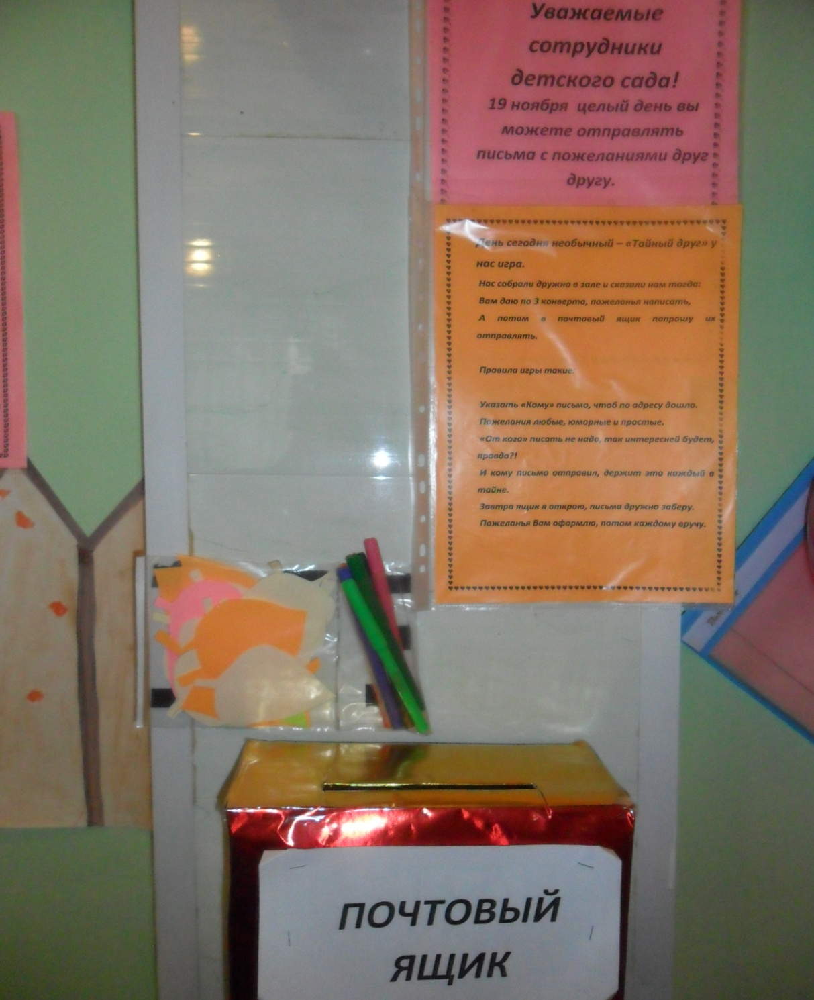 Уважаемые
сотрудники
детского сада!
19 ноября целый день вы
можете отправлять
письма с пожеланиями друг
другу.
День сегодня необычный – «Тайный друг» у
нас игра.
Нас собрали дружно в зале и сказали нам тогда:
Вам даю по 3 конверта, пожеланья написать,
А потом в почтовый ящик попрошу их
отправлять.
Правила игры такие:
Указать «Кому» письмо, чтоб по адресу дошло.
Пожелания любые, юморные и простые.
«От кого» писать не надо, так интересней будет,
правда?!
И кому письмо отправил, держит это каждый в
тайне.
Завтра ящик я открою, письма дружно заберу.
Пожеланья Вам оформлю, потом каждому вручу.
ПОЧТОВЫЙ
ЯЩИК